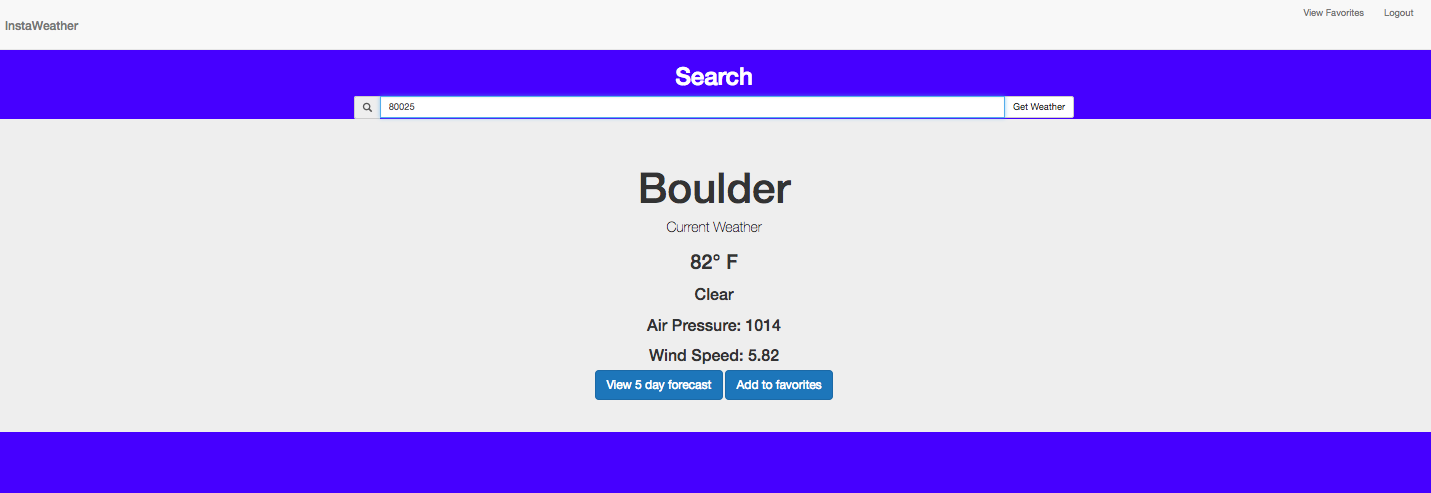 InstaWeather
View Favorites Logout
Search
80025 Get Weather
Boulder
Current Weather
82° F
Clear
Air Pressure: 1014
Wind Speed: 5.82
View 5 day forecast Add to favorites